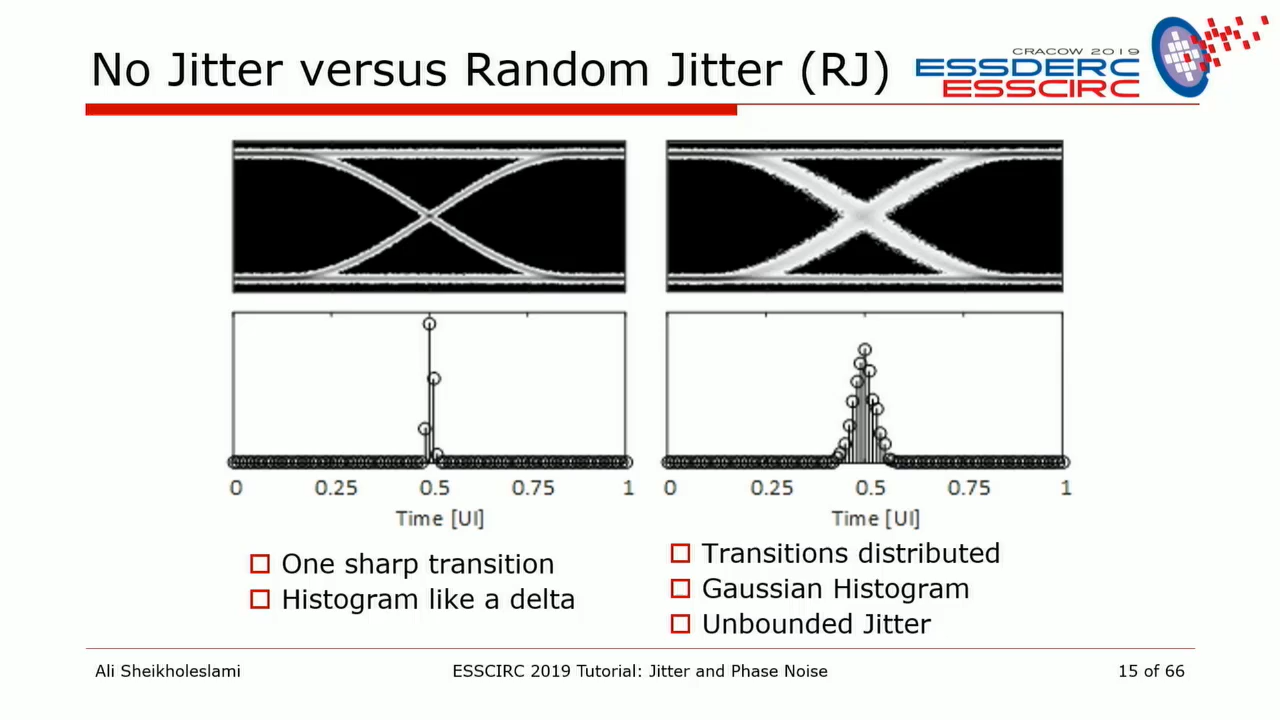 No Jitter versus Random Jitter (RJ)
CRACOW 2019
ESSDERC
ESSCIRC
0 0.25 0.5 0.75 1
Time [UI]
0 0.25 0.5 0.75 1
Time [UI]
One sharp transition
Histogram like a delta
Transitions distributed
Gaussian Histogram
Unbounded Jitter
Ali Sheikholeslami
ESSCIRC 2019 Tutorial: Jitter and Phase Noise
15 of 66